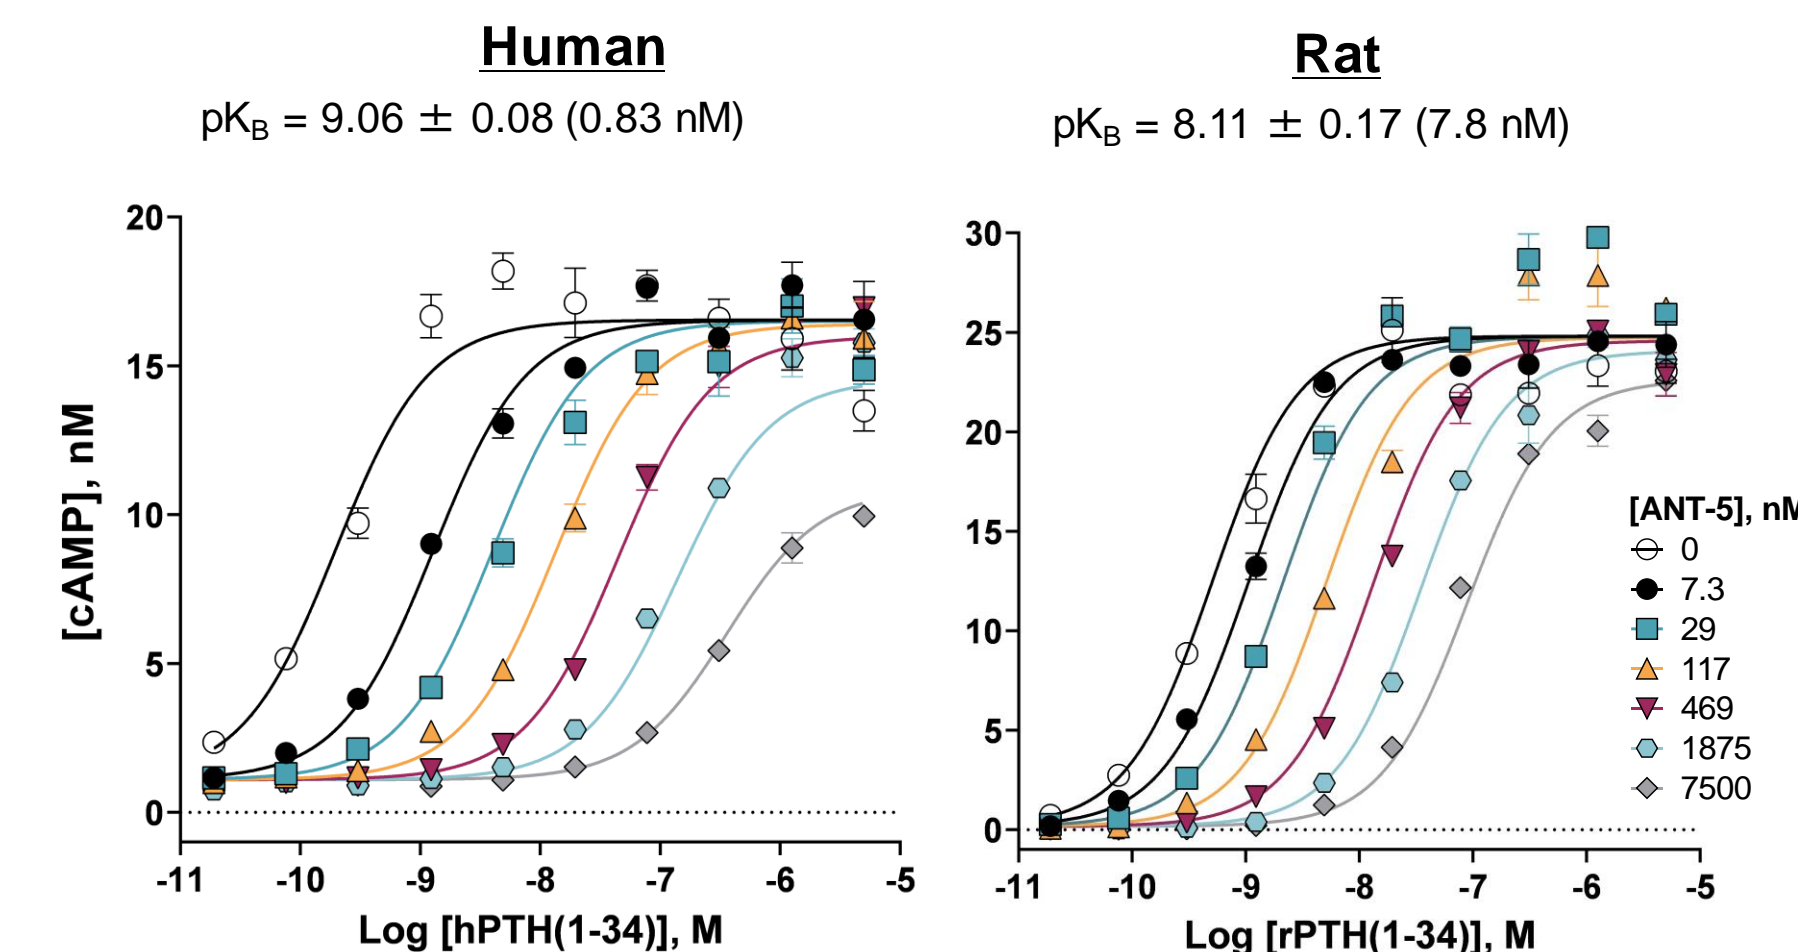 Human
pKB = 9.06 ± 0.08 (0.83 nM)
[cAMP], nM
20
15
10
5
0
-11 -10 -9 -8 -7 -6 -5
Log [hPTH(1-34)], M
Rat
pKB = 8.11 ± 0.17 (7.8 nM)
30
25
20
15
10
5
0
-11 -10 -9 -8 -7 -6 -5
Log [rPTH(1-34)], M
[ANT-5], nM
0
7.3
29
117
469
1875
7500